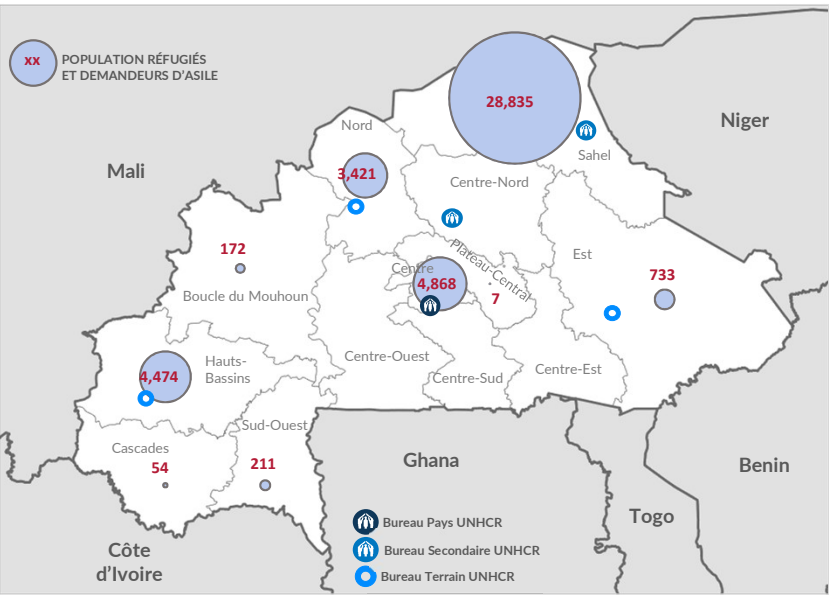 xx
POPULATION RÉFUGIÉS
ET DEMANDEURS D'ASILE
28,835
Niger
Nord
Sahel
Mali
3,421
Centre-Nord
172
Centre
Plateau-Central
Est
733
4,868
7
Boucle du Mouhoun
Hauts-
Bassins
4,474
Centre-Ouest
Centre-Sud
Centre-Est
Sud-Ouest
Cascades
54
211
Ghana
Benin
Togo
Côte
d'Ivoire
Bureau Pays UNHCR
Bureau Secondaire UNHCR
Bureau Terrain UNHCR